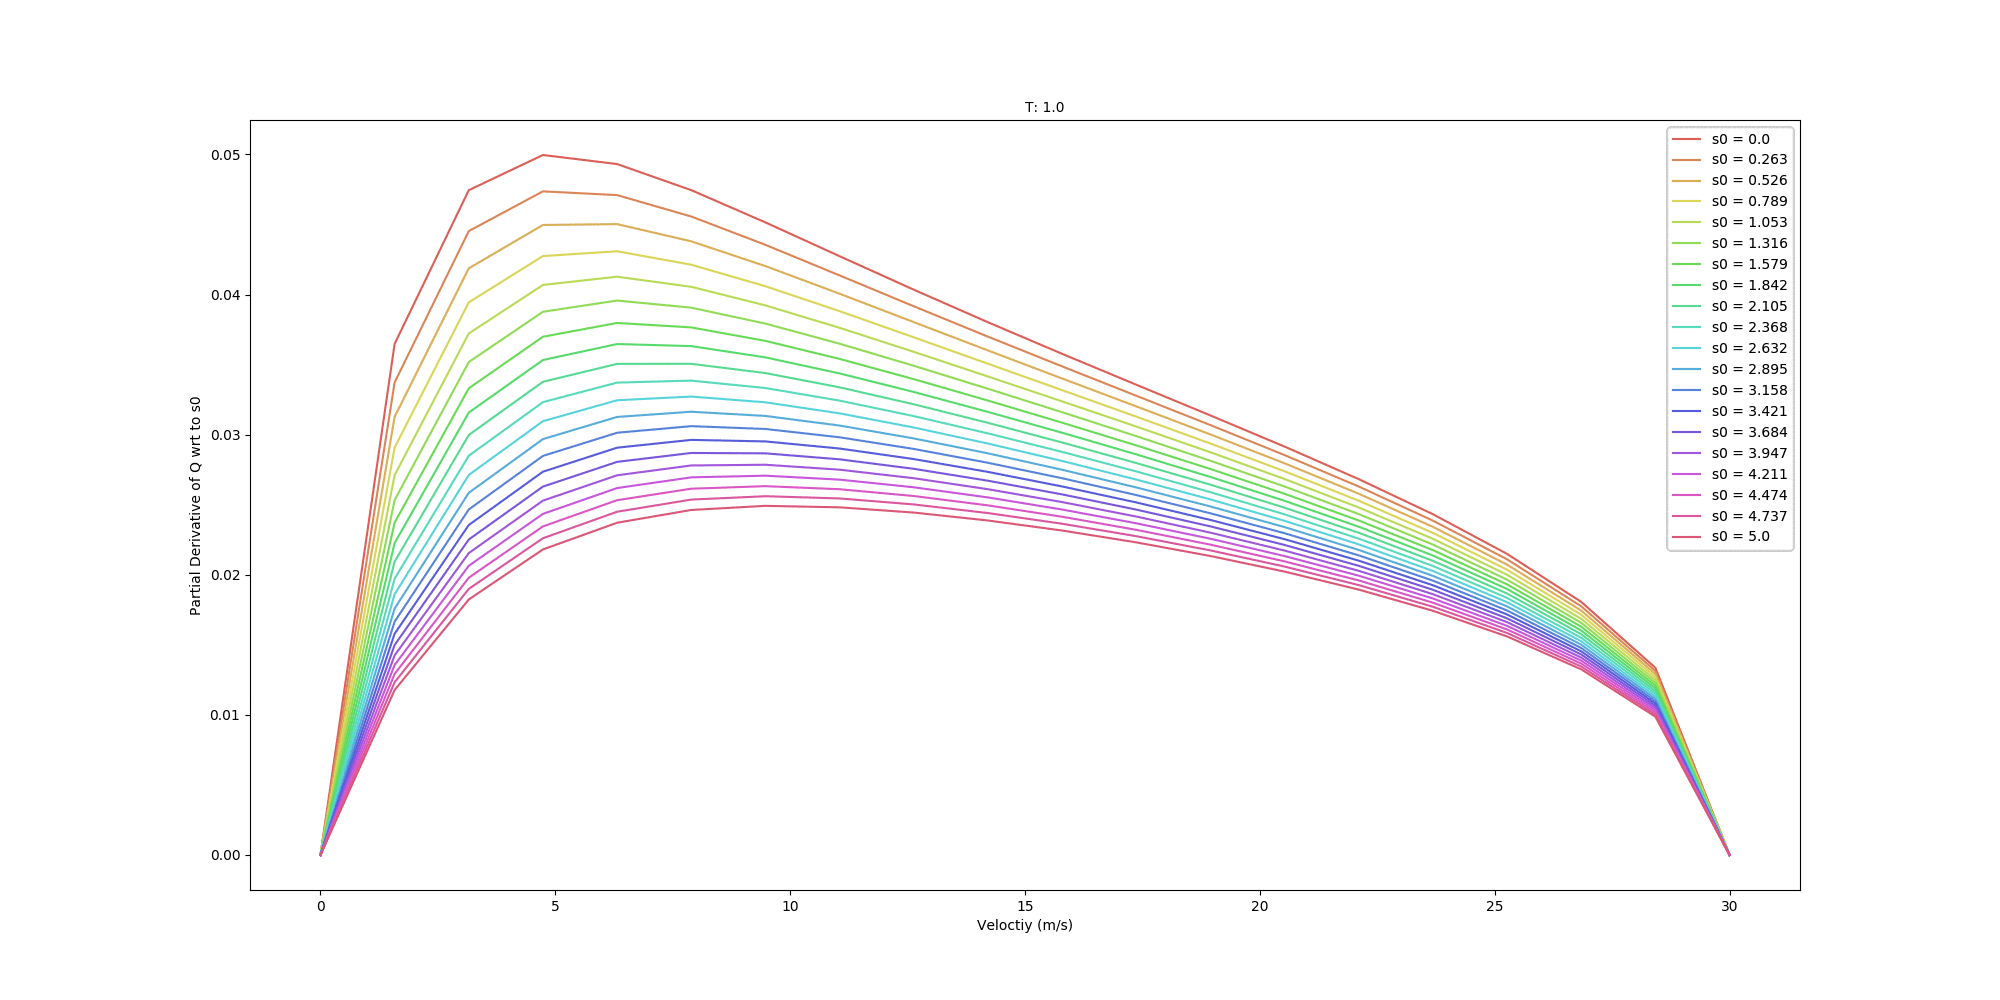 T: 1.0
s0 = 0.0
s0 = 0.263
s0 = 0.526
s0 = 0.789
s0 = 1.053
s0 = 1.316
s0 = 1.579
s0 = 1.842
s0 = 2.105
s0 = 2.368
s0 = 2.632
s0 = 2.895
s0 = 3.158
s0 = 3.421
s0 = 3.684
s0 = 3.947
s0 = 4.211
s0 = 4.474
s0 = 4.737
s0 = 5.0
Partial Derivative of Q wrt to s0
0.05
0.04
0.03
0.02
0.01
0.00
0 5 10 15 20 25 30
Veloctiy (m/s)